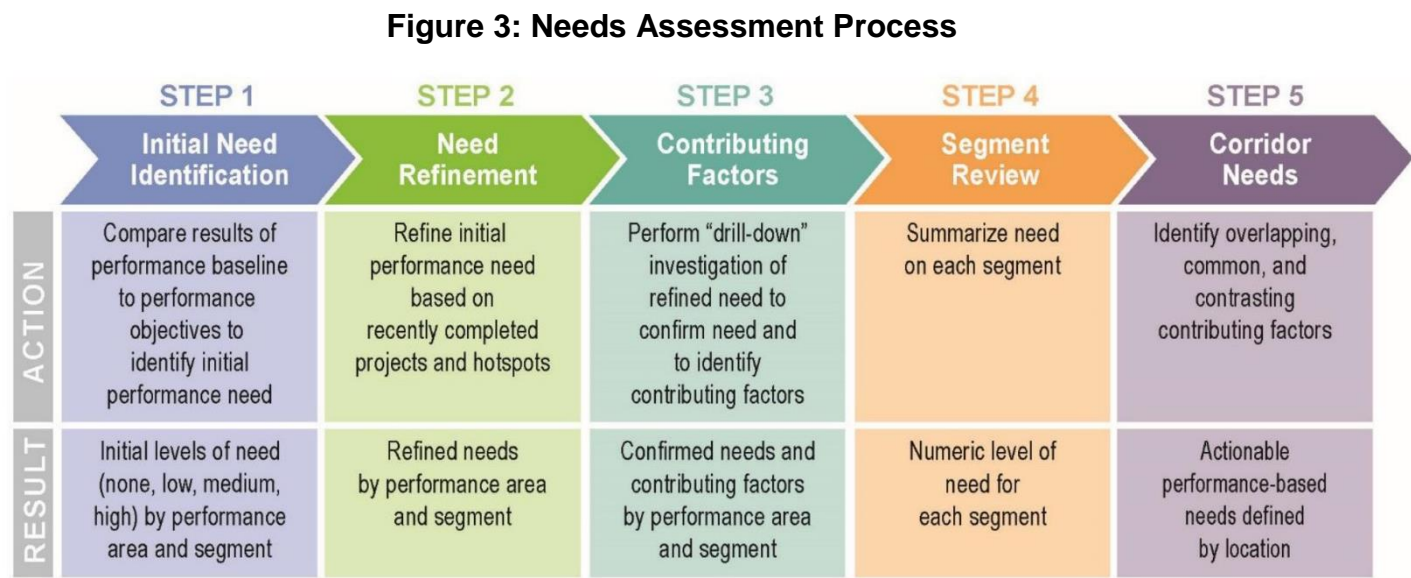 Figure 3: Needs Assessment Process
STEP 1
STEP 2
STEP 3
STEP 4
STEP 5
Initial Need
Identification
Need
Refinement
Contributing
Factors
Segment
Review
Corridor
Needs
ACTION
Compare results of
performance baseline
to performance
objectives to
identify initial
performance need
Refine initial
performance need
based on
recently completed
projects and hotspots
Perform “drill-down”
investigation of
refined need to
confirm need and
to identify
contributing factors
Summarize need
on each segment
Identify overlapping,
common, and
contrasting
contributing factors
RESULT
Initial levels of need
(none, low, medium,
high) by performance
area and segment
Refined needs
by performance area
and segment
Confirmed needs and
contributing factors
by performance area
and segment
Numeric level of
need for
each segment
Actionable
performance-based
needs defined
by location